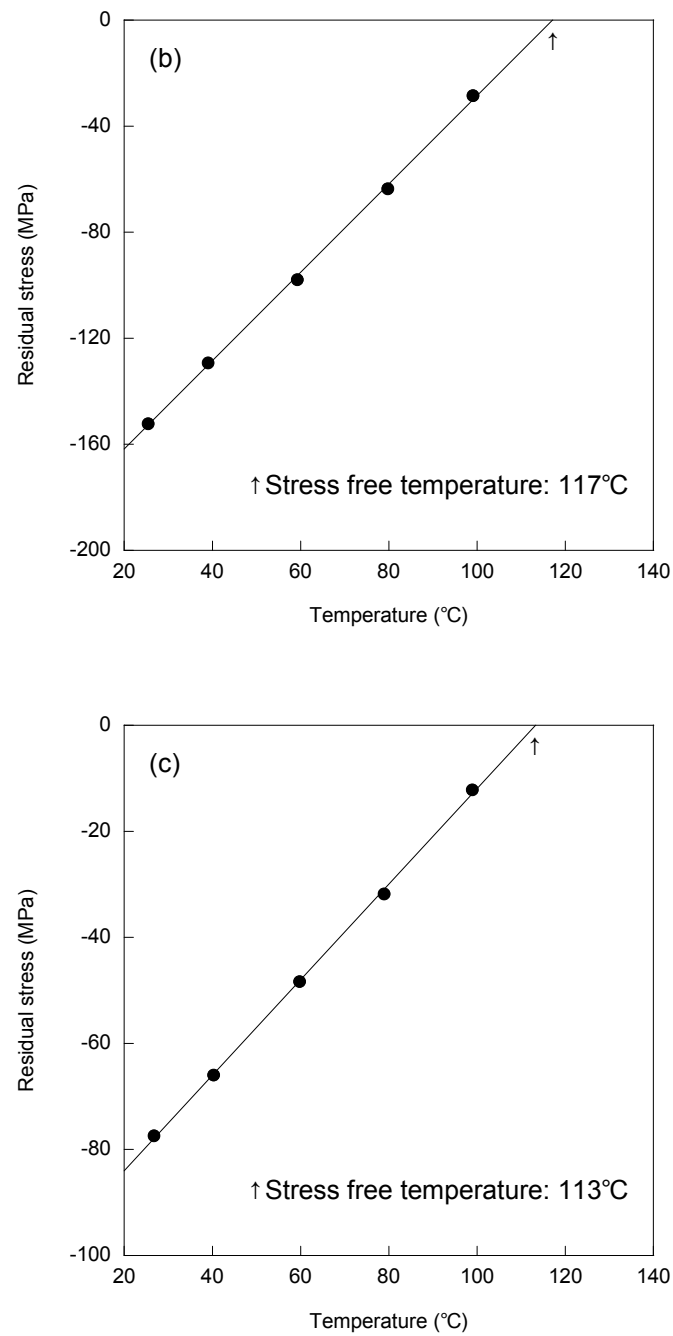 0
(b)
↑
-40
-80
Residual stress (MPa)
-120
-160
↑Stress free temperature: 117℃
-200
20 40 60 80 100 120 140
Temperature (℃)
0
(c)
↑
-20
-40
Residual stress (MPa)
-60
-80
↑Stress free temperature: 113℃
-100
20 40 60 80 100 120 140
Temperature (℃)